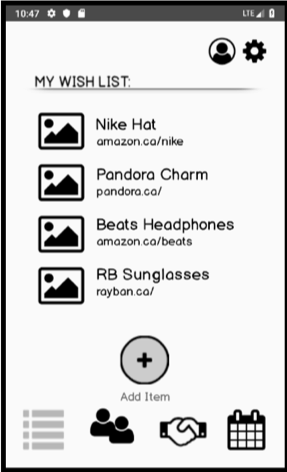 10:47
LTE
MY WISH LIST:
Nike Hat
amazon.ca/nike
Pandora Charm
pandora.ca/
Beats Headphones
amazon.ca/beats
RB Sunglasses
rayban.ca/
Add Item